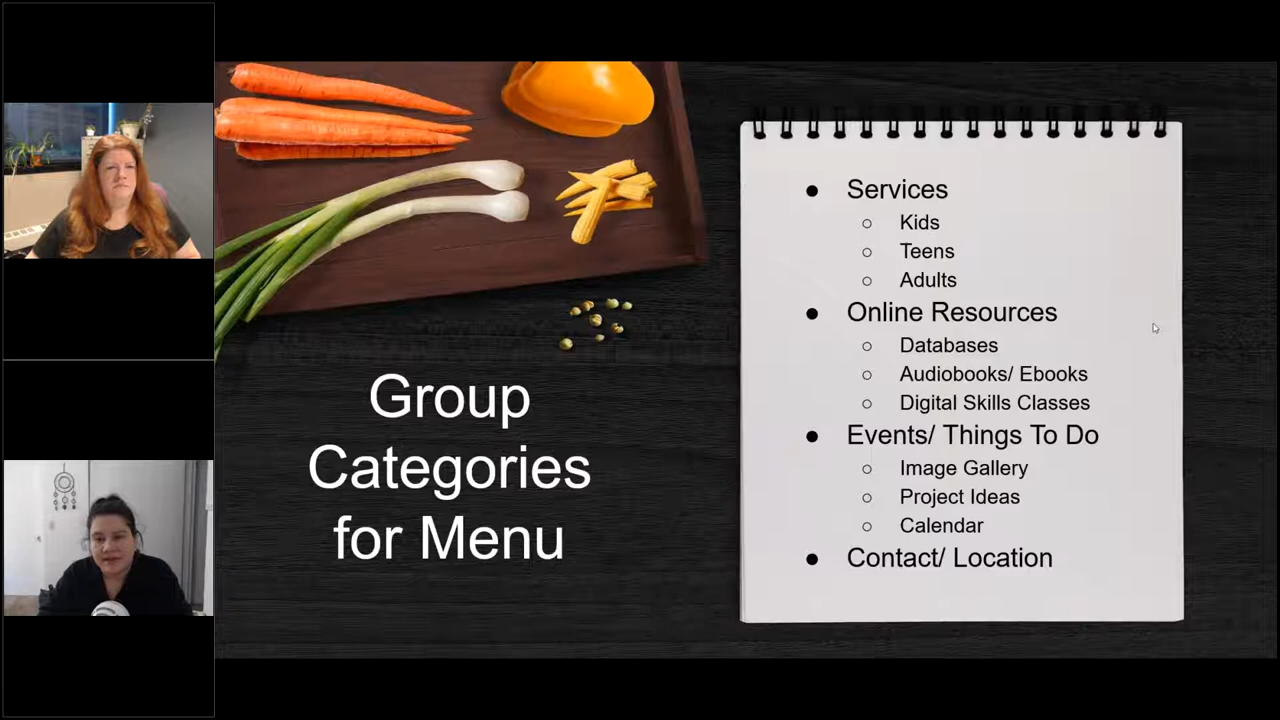 Group
Categories
for Menu
● Services
○ Kids
○ Teens
○ Adults
● Online Resources
○ Databases
○ Audiobooks/ Ebooks
○ Digital Skills Classes
● Events/ Things To Do
○ Image Gallery
○ Project Ideas
○ Calendar
● Contact/ Location